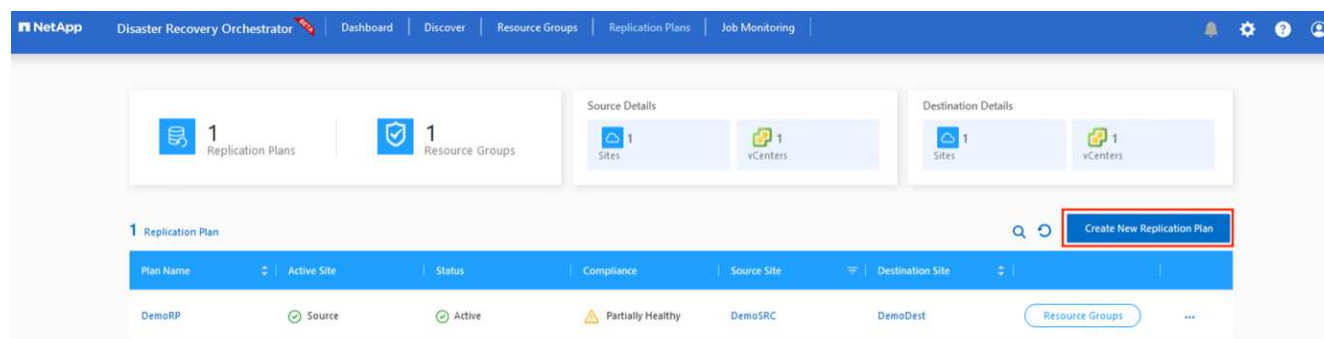 NetApp Disaster Recovery Orchestrator BETA Dashboard Discover Resource Groups Replication Plans Job Monitoring
Source Details Destination Details
1 Replication Plans 1 Resource Groups 1 Sites 1 vCenters 1 Sites 1 vCenters
1 Replication Plan Create New Replication Plan
Plan Name Active Site Status Compliance Source Site Destination Site
DemoRP Source Active Partially Healthy DemoSRC DemoDest Resource Groups ...